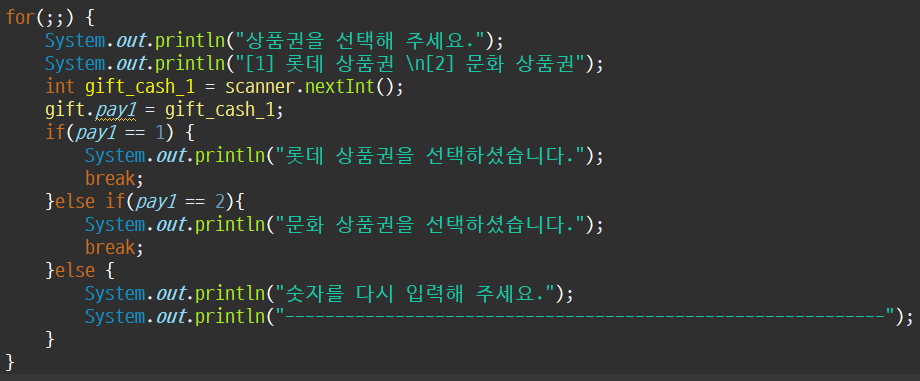 for(;;) {
System.out.println("상품권을 선택해 주세요.");
System.out.println("[1] 롯데 상품권 \n[2] 문화 상품권");
int gift_cash_1 = scanner.nextInt();
gift.pay1 = gift_cash_1;
if(pay1 == 1) {
System.out.println("롯데 상품권을 선택하셨습니다.");
break;
}else if(pay1 == 2){
System.out.println("문화 상품권을 선택하셨습니다.");
break;
}else {
System.out.println("숫자를 다시 입력해 주세요.");
System.out.println("------------------------------------------------------------");
}
}